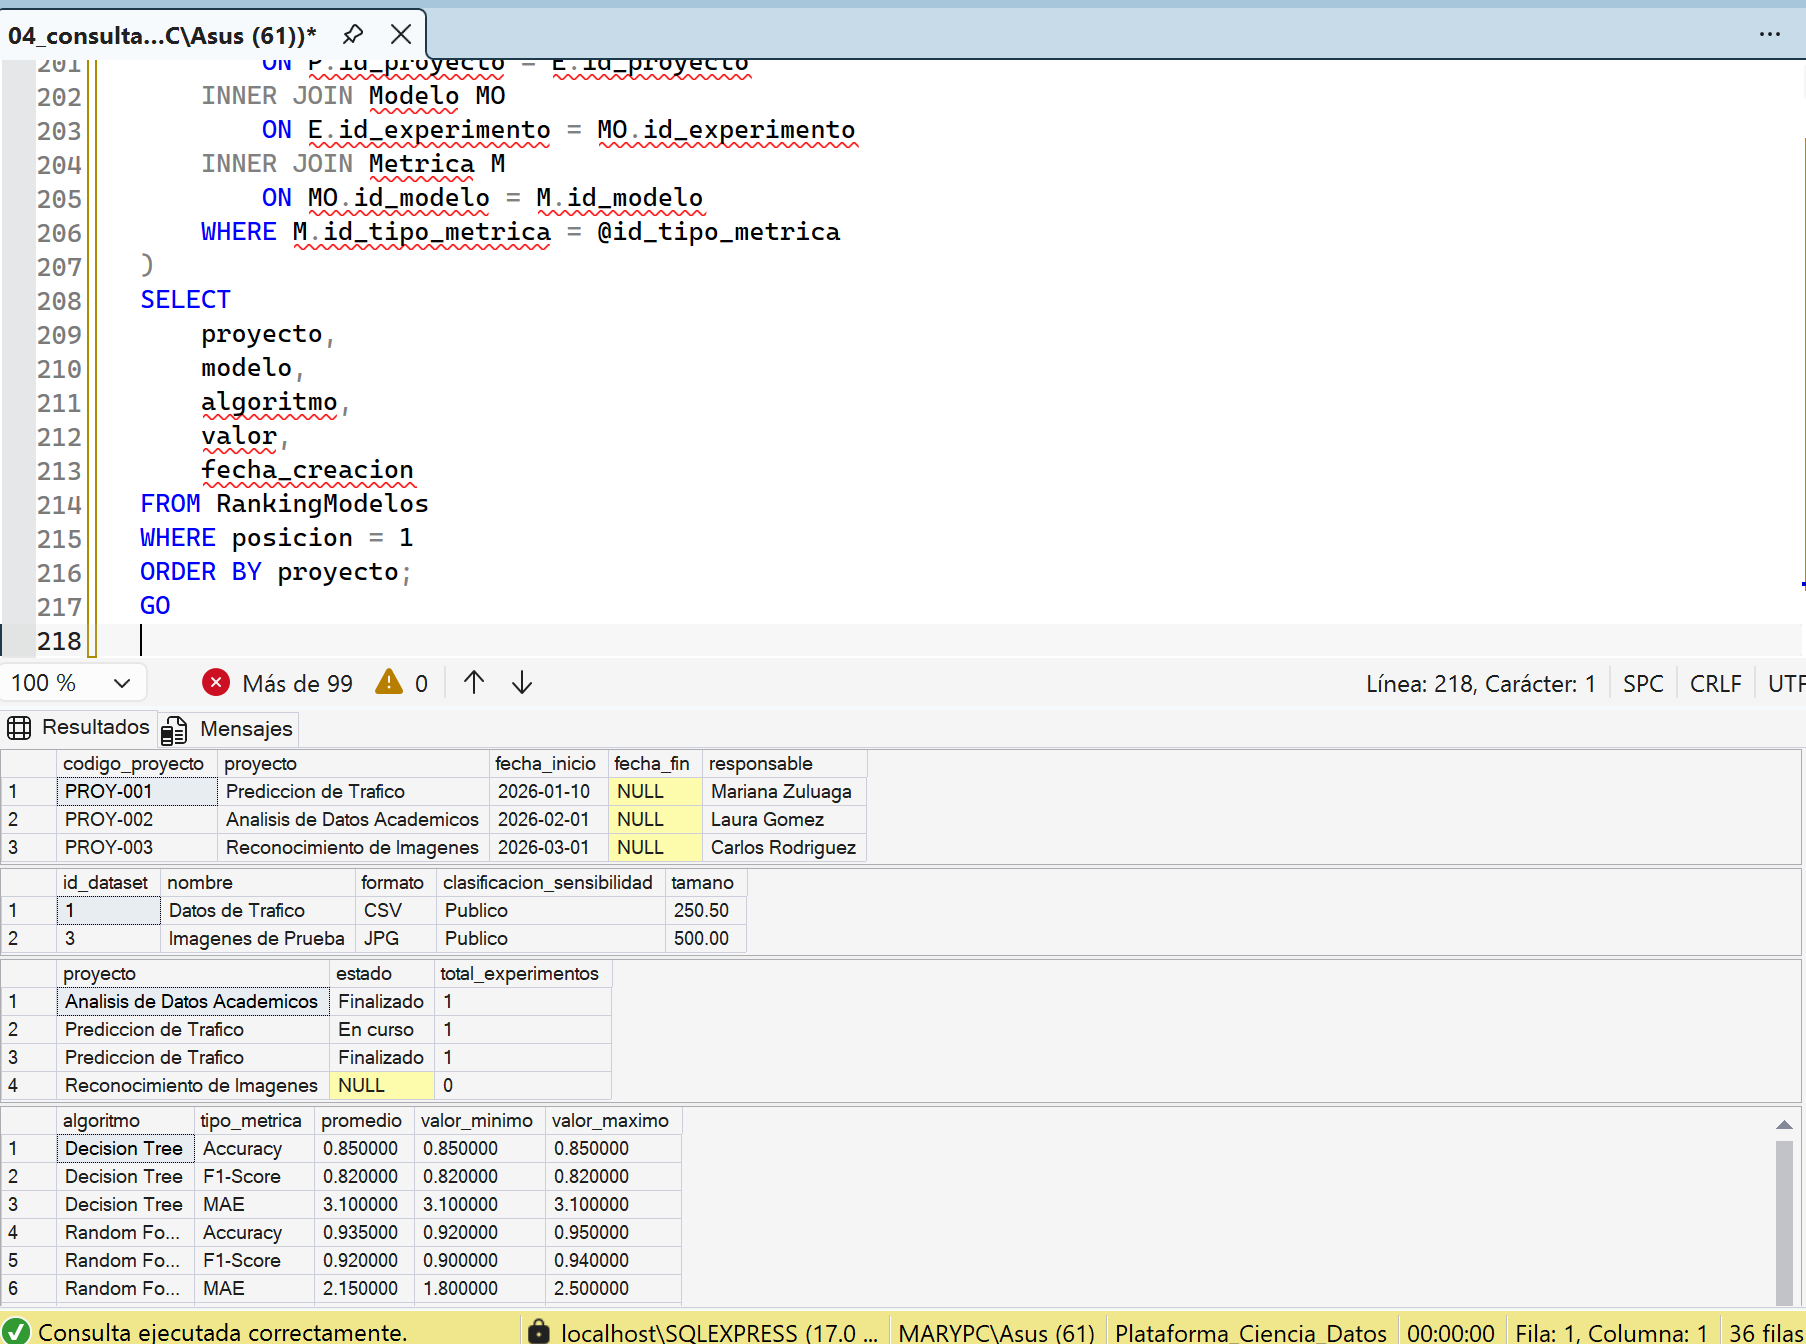 04_consulta...C\Asus (61))*
201 ON P.id_proyecto = E.id_proyecto
202 INNER JOIN Modelo MO
203 ON E.id_experimento = MO.id_experimento
204 INNER JOIN Metrica M
205 ON MO.id_modelo = M.id_modelo
206 WHERE M.id_tipo_metrica = @id_tipo_metrica
207 )
208 SELECT
209 proyecto,
210 modelo,
211 algoritmo,
212 valor,
213 fecha_creacion
214 FROM RankingModelos
215 WHERE posicion = 1
216 ORDER BY proyecto;
217 GO
218
100 % Más de 99 0 Línea: 218, Carácter: 1 SPC CRLF UTF
Resultados Mensajes
codigo_proyecto proyecto fecha_inicio fecha_fin responsable
1 PROY-001 Prediccion de Trafico 2026-01-10 NULL Mariana Zuluaga
2 PROY-002 Analisis de Datos Academicos 2026-02-01 NULL Laura Gomez
3 PROY-003 Reconocimiento de Imagenes 2026-03-01 NULL Carlos Rodriguez
id_dataset nombre formato clasificacion_sensibilidad tamano
1 1 Datos de Trafico CSV Publico 250.50
2 3 Imagenes de Prueba JPG Publico 500.00
proyecto estado total_experimentos
1 Analisis de Datos Academicos Finalizado 1
2 Prediccion de Trafico En curso 1
3 Prediccion de Trafico Finalizado 1
4 Reconocimiento de Imagenes NULL 0
algoritmo tipo_metrica promedio valor_minimo valor_maximo
1 Decision Tree Accuracy 0.850000 0.850000 0.850000
2 Decision Tree F1-Score 0.820000 0.820000 0.820000
3 Decision Tree MAE 3.100000 3.100000 3.100000
4 Random Fo... Accuracy 0.935000 0.920000 0.950000
5 Random Fo... F1-Score 0.920000 0.900000 0.940000
6 Random Fo... MAE 2.150000 1.800000 2.500000
Consulta ejecutada correctamente. localhost\SQLEXPRESS (17.0 ... MARYPC\Asus (61) Plataforma_Ciencia_Datos 00:00:00 Fila: 1, Columna: 1 36 filas